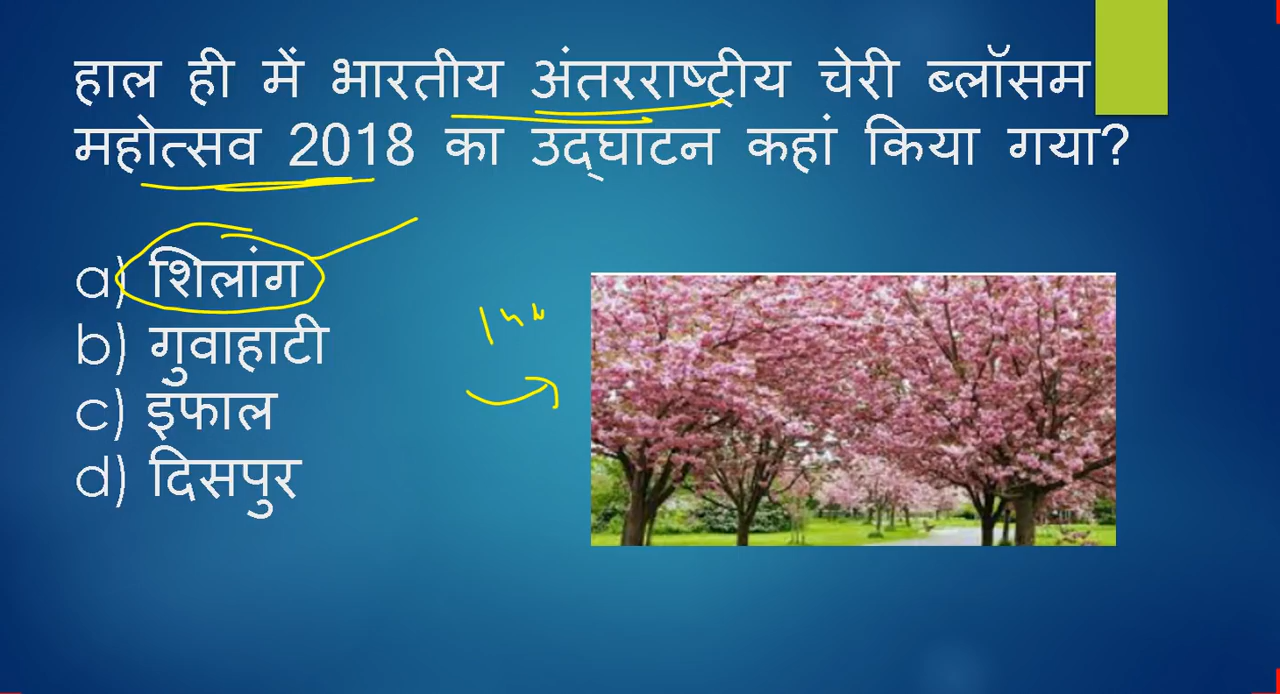 हाल ही में भारतीय अंतरराष्ट्रीय चेरी ब्लॉसम
महोत्सव 2018 का उद्घाटन कहां किया गया?
a) शिलांग
b) गुवाहाटी
c) इंफाल
d) दिसपुर